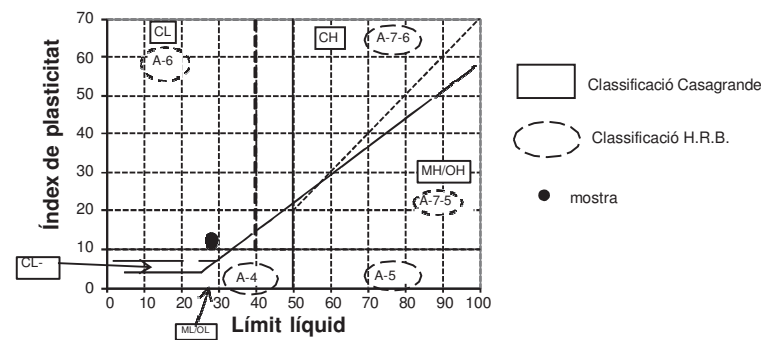 Índex de plasticitat
70
60
50
40
30
20
10
0
CL
A-6
CH
A-7-6
MH/OH
A-7-5
A-4
A-5
CL-
ML/OL
0 10 20 30 40 50 60 70 80 90 100
Límit líquid
Classificació Casagrande
Classificació H.R.B.
mostra